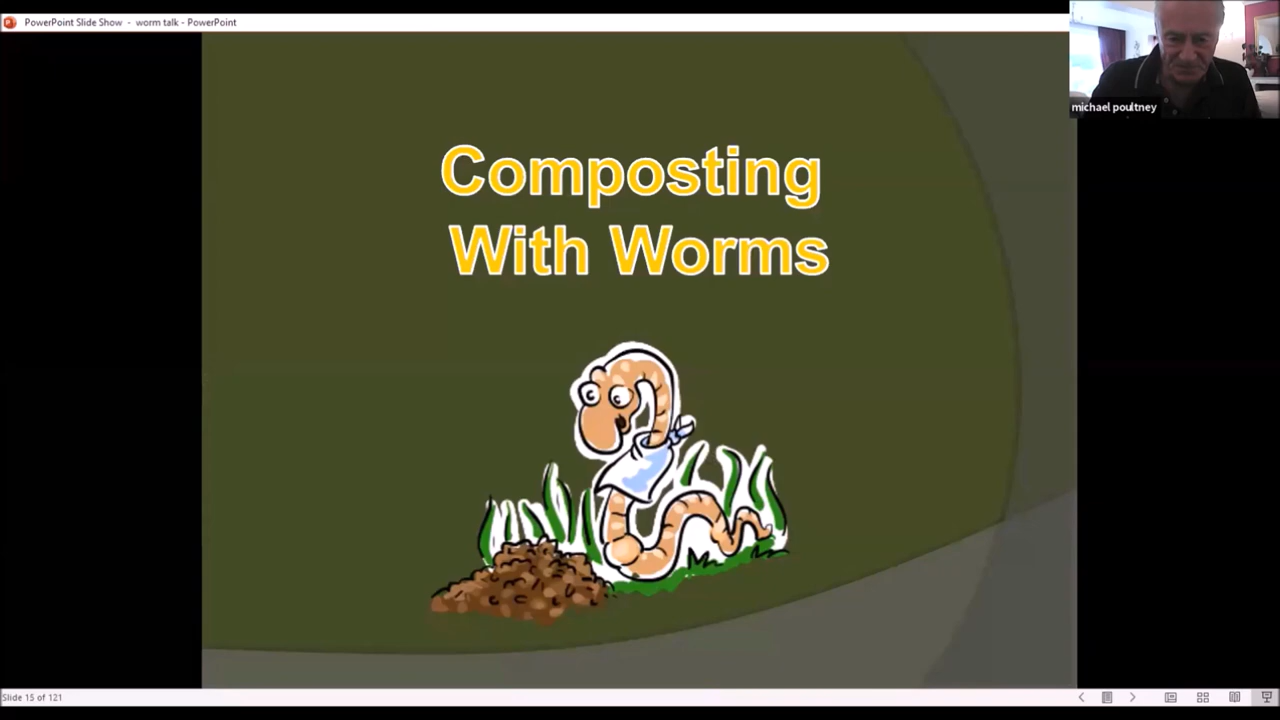 PowerPoint Slide Show - worm talk - PowerPoint
michael poultney
Composting
With Worms
Slide 15 of 121